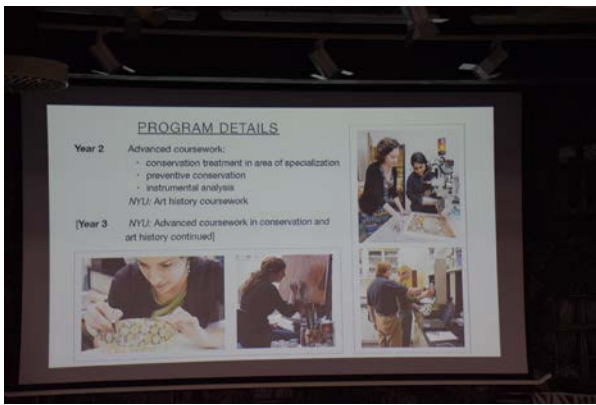 PROGRAM DETAILS
Year 2 Advanced coursework:
· conservation treatment in area of specialization
· preventive conservation
· instrumental analysis
NYU: Art history coursework
[Year 3 NYU: Advanced coursework in conservation and
art history continued]